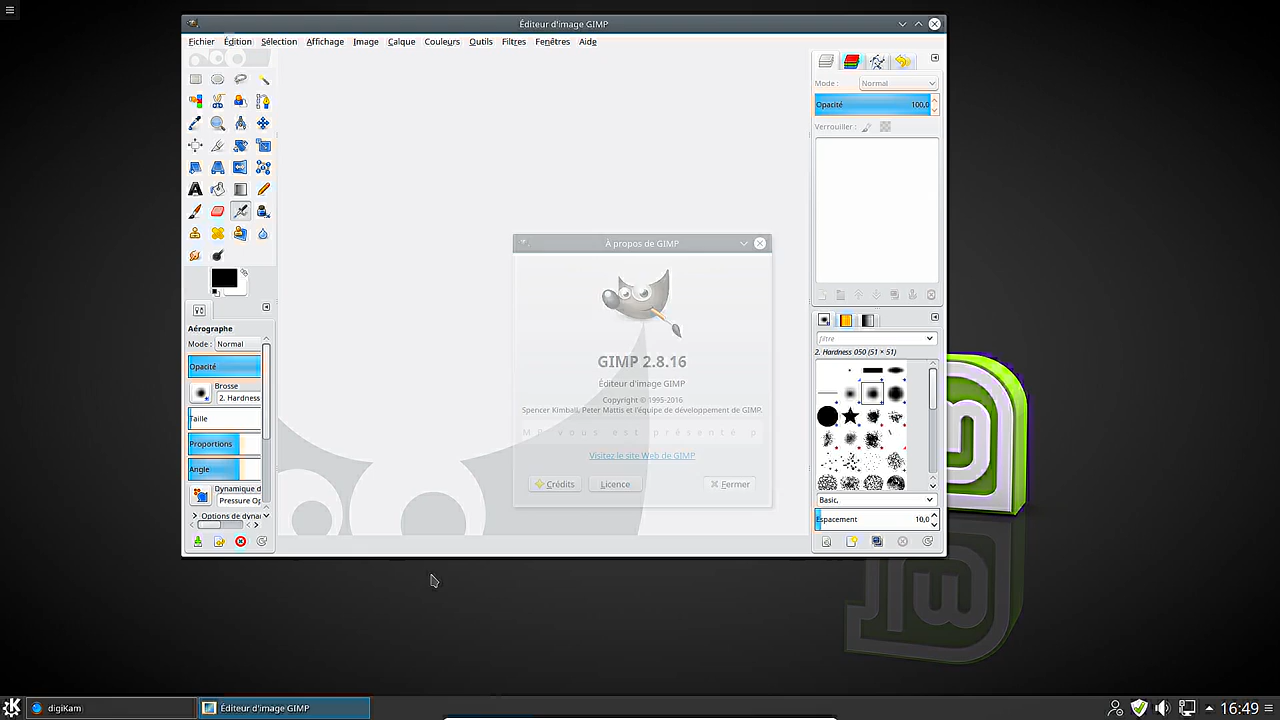 Éditeur d'image GIMP
Fichier Édition Sélection Affichage Image Calque Couleurs Outils Filtres Fenêtres Aide
Mode : Normal
Opacité 100,0
Verrouiller :
À propos de GIMP
GIMP 2.8.16
Éditeur d'image GIMP
Copyright © 1995-2016
Spencer Kimball, Peter Mattis et l'équipe de développement de GIMP.
M P vous est présenté p
Visitez le site Web de GIMP
Crédits Licence Fermer
Aérographe
Mode : Normal
Opacité
Brosse
2. Hardness
Taille
Proportions
Angle
Dynamique d
Pressure Op
Options de dyna
filtre
2. Hardness 050 (51 × 51)
Basic,
Espacement 10,0
digiKam
Éditeur d'image GIMP
16:49